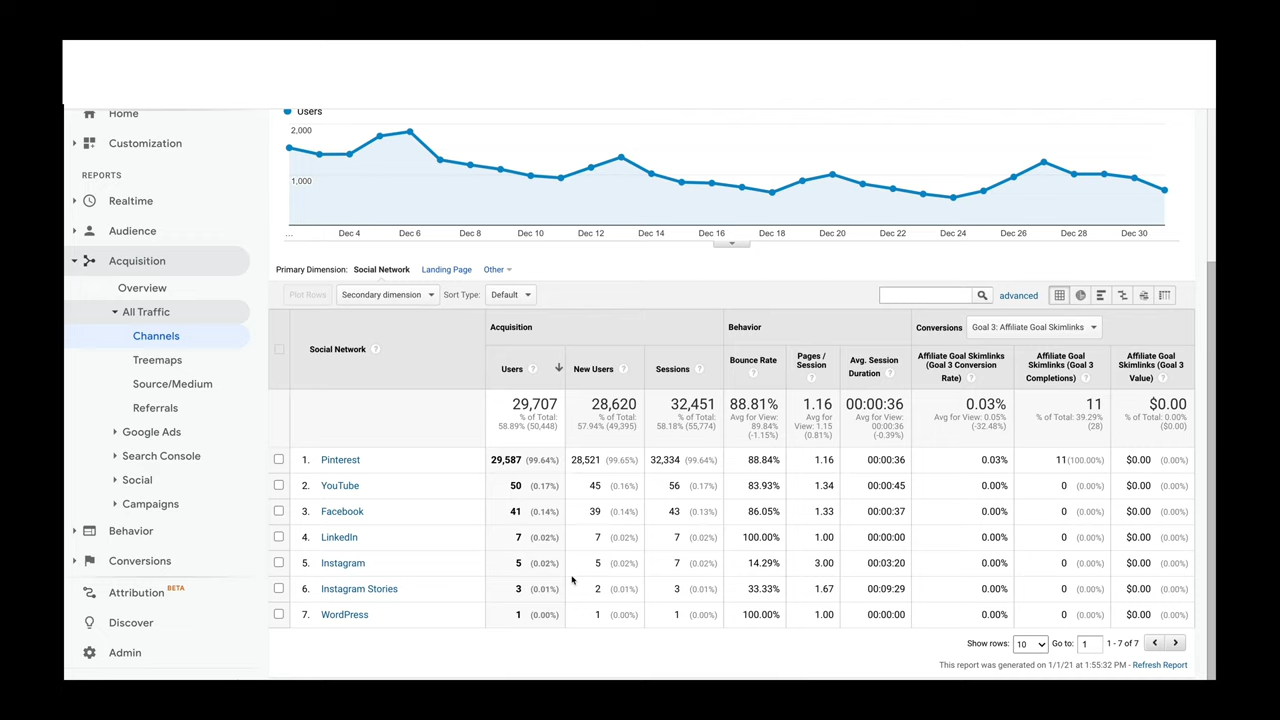 Users
2,000
1,000
... Dec 4 Dec 6 Dec 8 Dec 10 Dec 12 Dec 14 Dec 16 Dec 18 Dec 20 Dec 22 Dec 24 Dec 26 Dec 28 Dec 30
Home
Customization
REPORTS
Realtime
Audience
Acquisition
Overview
All Traffic
Channels
Treemaps
Source/Medium
Referrals
Google Ads
Search Console
Social
Campaigns
Behavior
Conversions
Attribution BETA
Discover
Admin
Primary Dimension: Social Network Landing Page Other
Plot Rows Secondary dimension Sort Type: Default advanced
Social Network ?
Acquisition
Behavior
Conversions Goal 3: Affiliate Goal Skimlinks
Users ?
New Users ?
Sessions ?
Bounce Rate
?
Pages /
Session
?
Avg. Session
Duration ?
Affiliate Goal Skimlinks
(Goal 3 Conversion
Rate) ?
Affiliate Goal
Skimlinks (Goal 3
Completions) ?
Affiliate Goal
Skimlinks (Goal 3
Value) ?
29,707
% of Total:
58.89% (50,448)
28,620
% of Total:
57.94% (49,395)
32,451
% of Total:
58.18% (55,774)
88.81%
Avg for View:
89.84%
(-1.15%)
1.16
Avg for
View: 1.15
(0.81%)
00:00:36
Avg for View:
00:00:36
(-0.39%)
0.03%
Avg for View: 0.05%
(-32.48%)
11
% of Total: 39.29%
(28)
$0.00
% of Total: 0.00%
($0.00)
1. Pinterest 29,587 (99.64%) 28,521 (99.65%) 32,334 (99.64%) 88.84% 1.16 00:00:36 0.03% 11(100.00%) $0.00 (0.00%)
2. YouTube 50 (0.17%) 45 (0.16%) 56 (0.17%) 83.93% 1.34 00:00:45 0.00% 0 (0.00%) $0.00 (0.00%)
3. Facebook 41 (0.14%) 39 (0.14%) 43 (0.13%) 86.05% 1.33 00:00:37 0.00% 0 (0.00%) $0.00 (0.00%)
4. LinkedIn 7 (0.02%) 7 (0.02%) 7 (0.02%) 100.00% 1.00 00:00:00 0.00% 0 (0.00%) $0.00 (0.00%)
5. Instagram 5 (0.02%) 5 (0.02%) 7 (0.02%) 14.29% 3.00 00:03:20 0.00% 0 (0.00%) $0.00 (0.00%)
6. Instagram Stories 3 (0.01%) 2 (0.01%) 3 (0.01%) 33.33% 1.67 00:09:29 0.00% 0 (0.00%) $0.00 (0.00%)
7. WordPress 1 (0.00%) 1 (0.00%) 1 (0.00%) 100.00% 1.00 00:00:00 0.00% 0 (0.00%) $0.00 (0.00%)
Show rows: 10 Go to: 1 1 - 7 of 7
This report was generated on 1/1/21 at 1:55:32 PM - Refresh Report